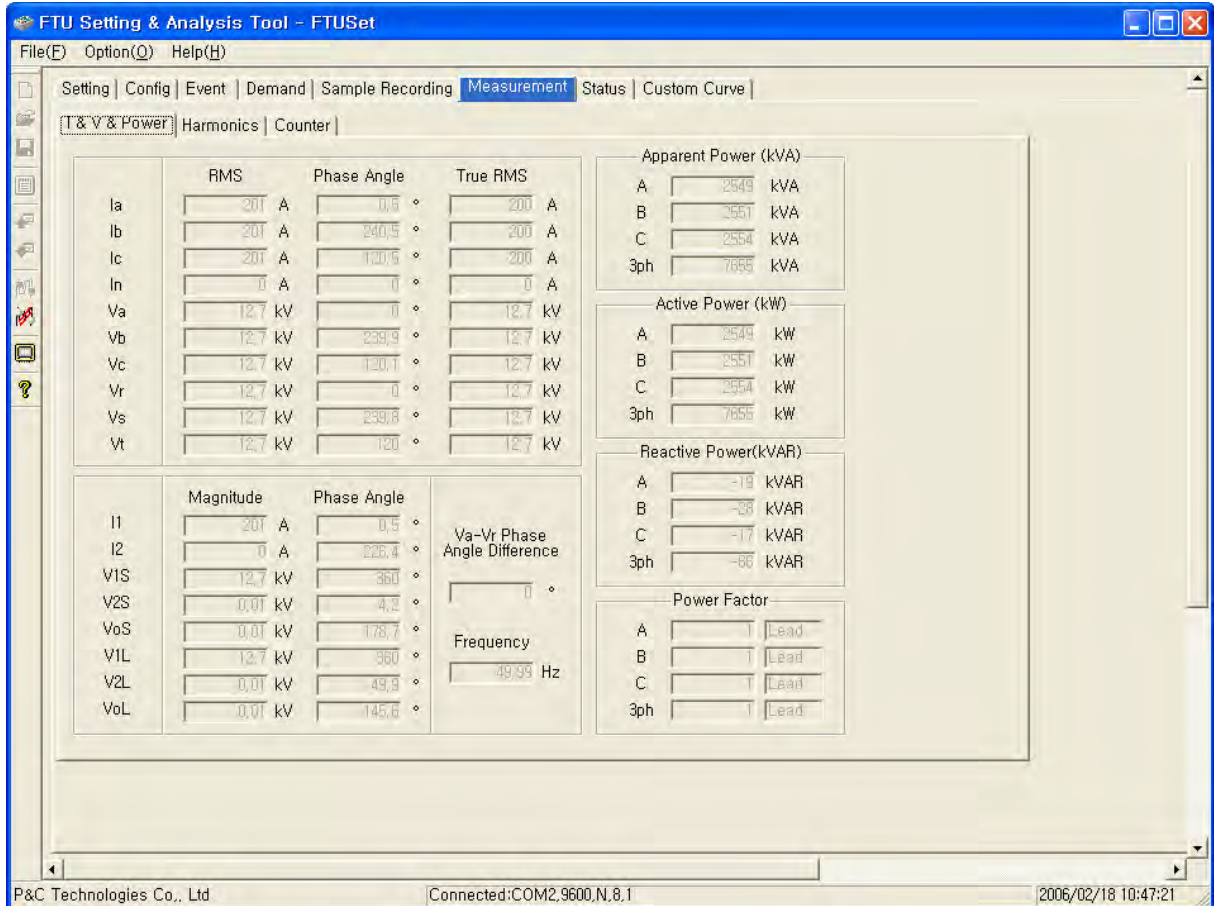 FTU Setting & Analysis Tool - FTUSet
File(F) Option(O) Help(H)
Setting | Config | Event | Demand | Sample Recording | Measurement | Status | Custom Curve |
I & V & Power | Harmonics | Counter |
RMS Phase Angle True RMS
Ia 201 A 0,5 ° 200 A
Ib 201 A 240,5 ° 200 A
Ic 201 A 120,5 ° 200 A
In 0 A 0 ° 0 A
Va 12,7 kV 0 ° 12,7 kV
Vb 12,7 kV 239,9 ° 12,7 kV
Vc 12,7 kV 120,1 ° 12,7 kV
Vr 12,7 kV 0 ° 12,7 kV
Vs 12,7 kV 239,8 ° 12,7 kV
Vt 12,7 kV 120 ° 12,7 kV
Magnitude Phase Angle
I1 201 A 0,5 °
I2 0 A 226,4 °
V1S 12,7 kV 360 °
V2S 0,01 kV 4,2 °
VoS 0,01 kV 178,7 °
V1L 12,7 kV 360 °
V2L 0,01 kV 49,9 °
VoL 0,01 kV 145,6 °
Va-Vr Phase
Angle Difference
0 °
Frequency
49,99 Hz
Apparent Power (kVA)
A 2549 kVA
B 2551 kVA
C 2554 kVA
3ph 7655 kVA
Active Power (kW)
A 2549 kW
B 2551 kW
C 2554 kW
3ph 7655 kW
Reactive Power(kVAR)
A -19 kVAR
B -28 kVAR
C -17 kVAR
3ph -86 kVAR
Power Factor
A 1 Lead
B 1 Lead
C 1 Lead
3ph 1 Lead
P&C Technologies Co., Ltd
Connected:COM2,9600,N,8,1
2006/02/18 10:47:21